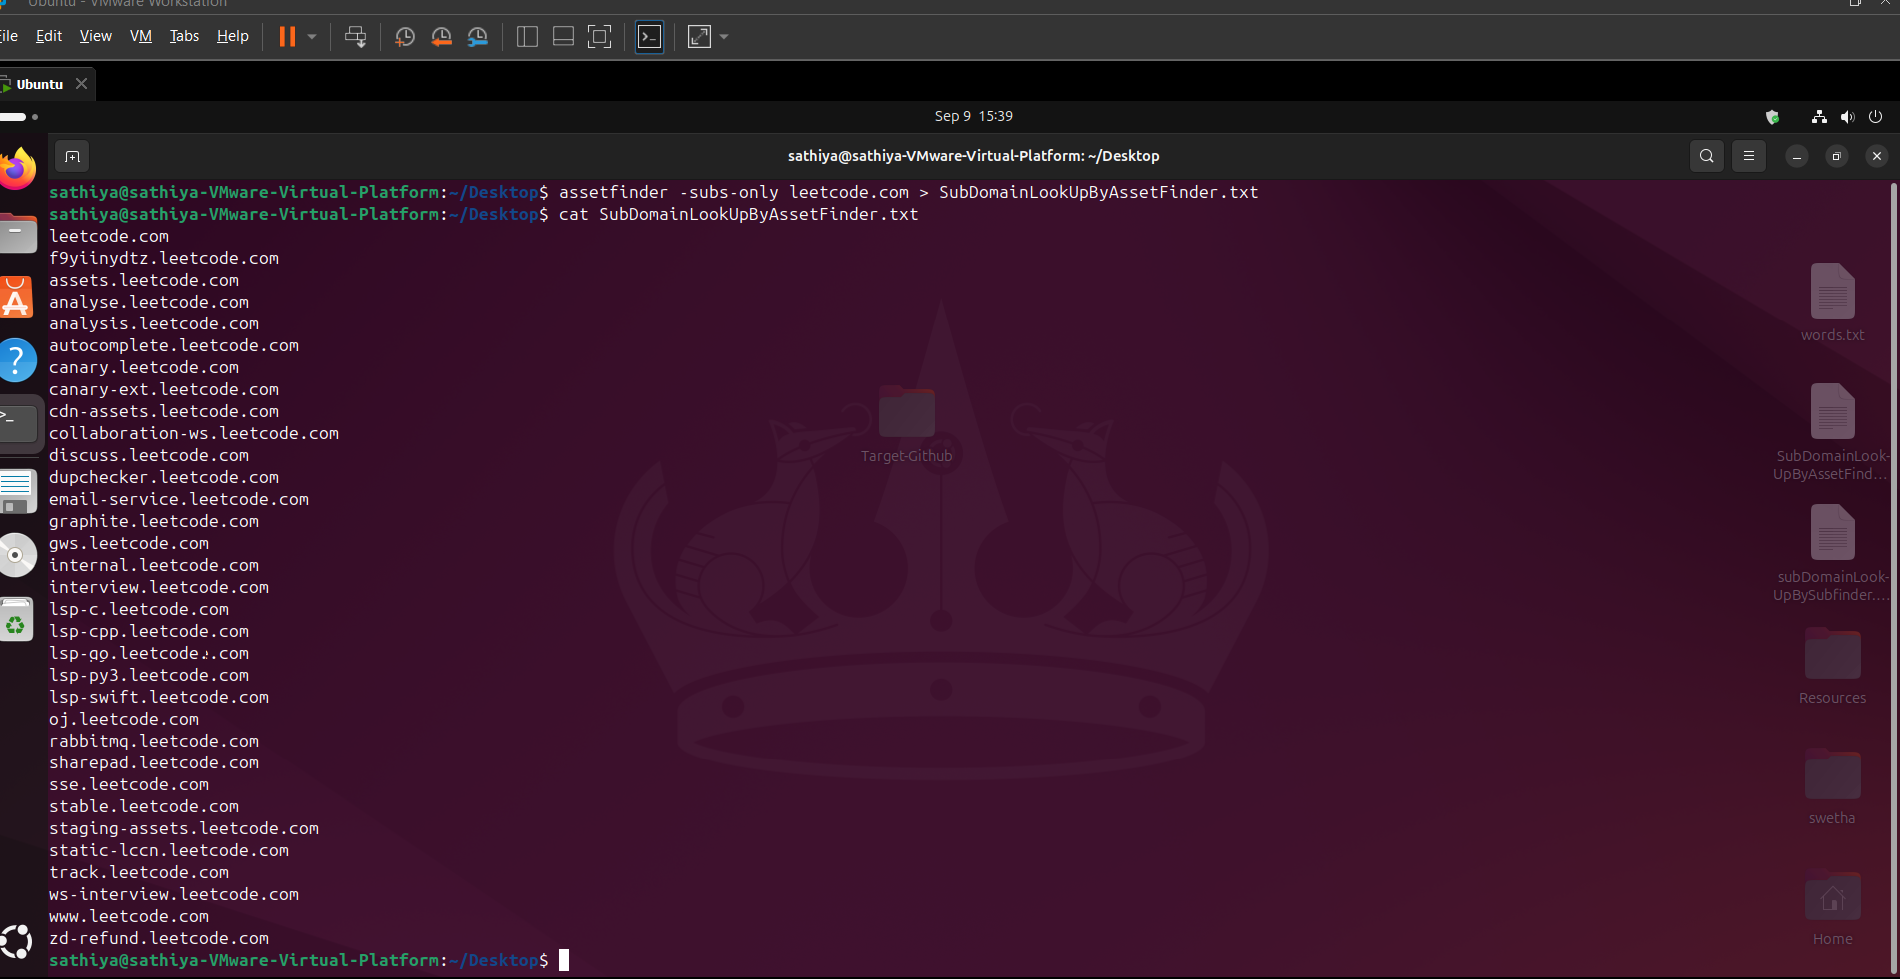 Ubuntu - VMware Workstation
File Edit View VM Tabs Help
Ubuntu
Sep 9 15:39
sathiya@sathiya-VMware-Virtual-Platform: ~/Desktop
sathiya@sathiya-VMware-Virtual-Platform:~/Desktop$ assetfinder -subs-only leetcode.com > SubDomainLookUpByAssetFinder.txt
sathiya@sathiya-VMware-Virtual-Platform:~/Desktop$ cat SubDomainLookUpByAssetFinder.txt
leetcode.com
f9yiinydtz.leetcode.com
assets.leetcode.com
analyse.leetcode.com
analysis.leetcode.com
autocomplete.leetcode.com
canary.leetcode.com
canary-ext.leetcode.com
cdn-assets.leetcode.com
collaboration-ws.leetcode.com
discuss.leetcode.com
dupchecker.leetcode.com
email-service.leetcode.com
graphite.leetcode.com
gws.leetcode.com
internal.leetcode.com
interview.leetcode.com
lsp-c.leetcode.com
lsp-cpp.leetcode.com
lsp-go.leetcode.com
lsp-py3.leetcode.com
lsp-swift.leetcode.com
oj.leetcode.com
rabbitmq.leetcode.com
sharepad.leetcode.com
sse.leetcode.com
stable.leetcode.com
staging-assets.leetcode.com
static-lccn.leetcode.com
track.leetcode.com
ws-interview.leetcode.com
www.leetcode.com
zd-refund.leetcode.com
sathiya@sathiya-VMware-Virtual-Platform:~/Desktop$
Target-Github
words.txt
SubDomainLook-
UpByAssetFind...
subDomainLook-
UpBySubfinder....
Resources
swetha
Home